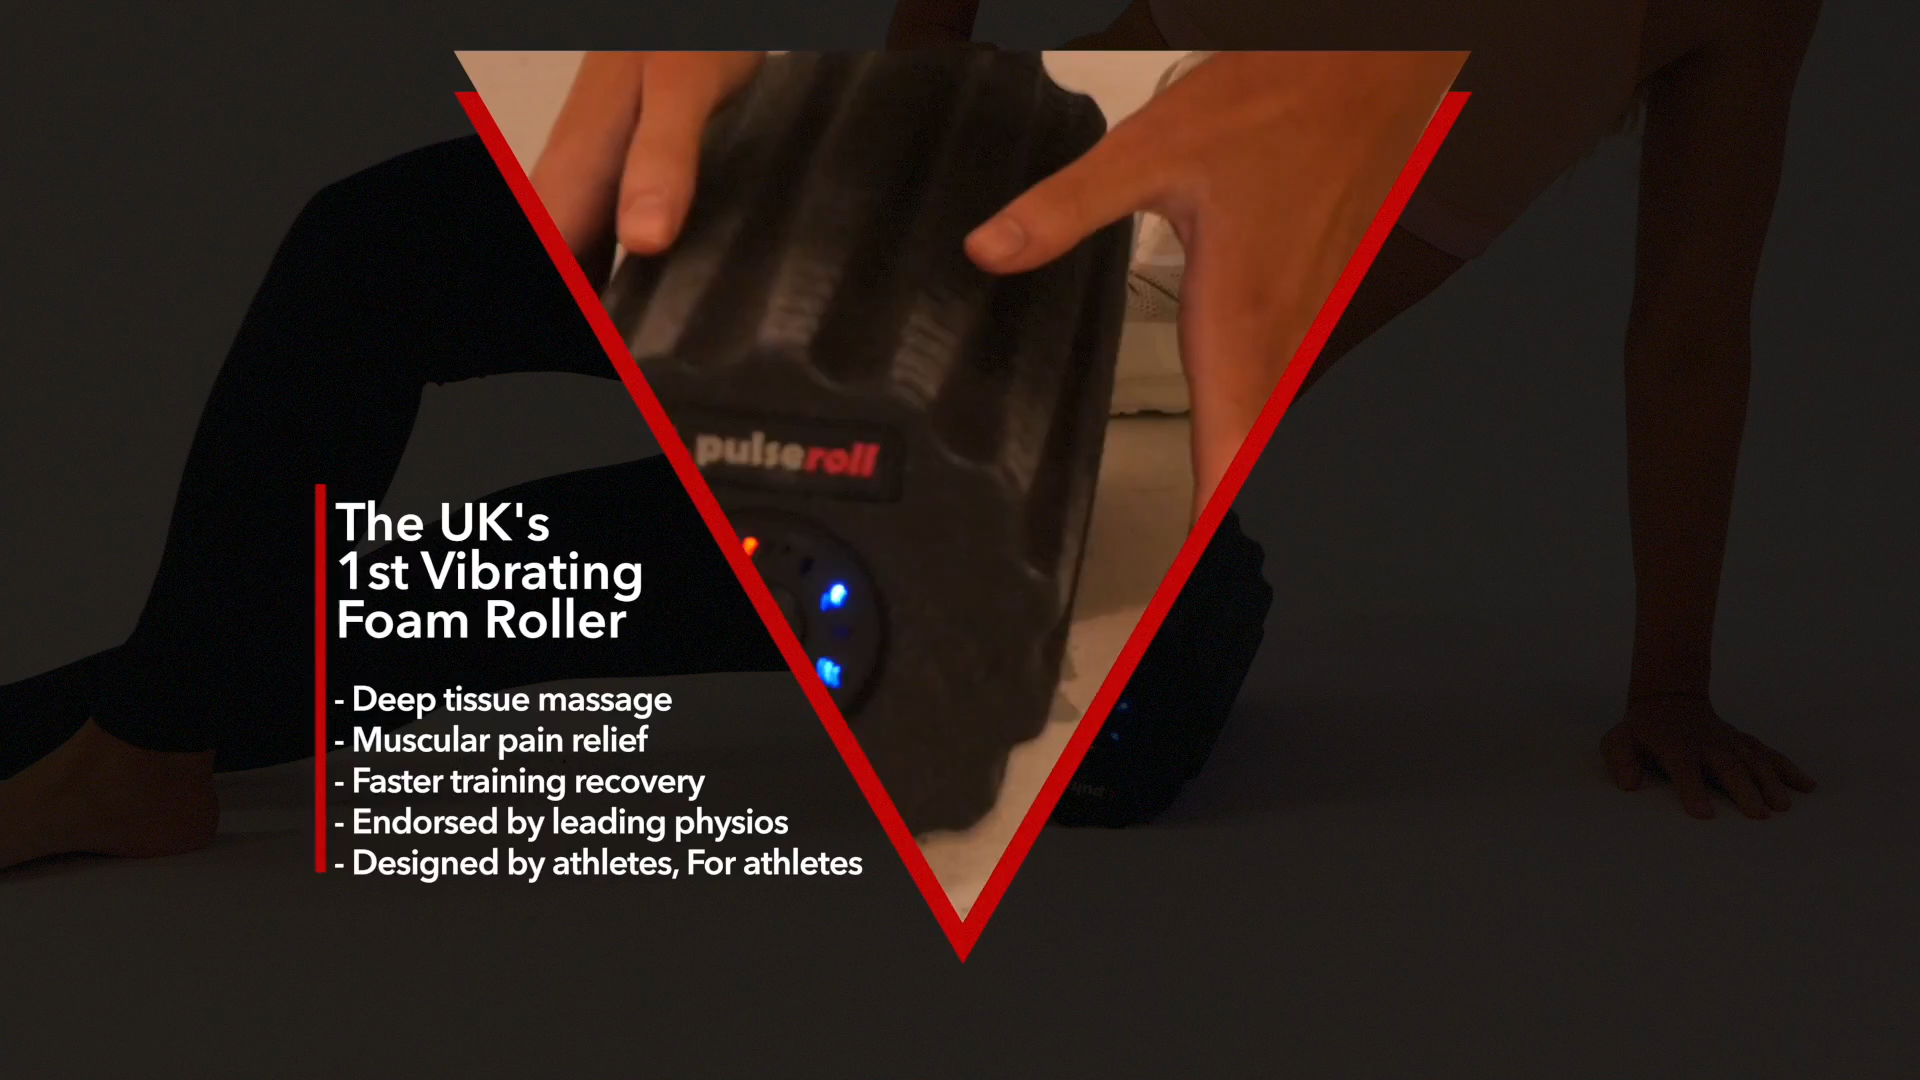 pulseroll
The UK's
1st Vibrating
Foam Roller
- Deep tissue massage
- Muscular pain relief
- Faster training recovery
- Endorsed by leading physios
- Designed by athletes, For athletes